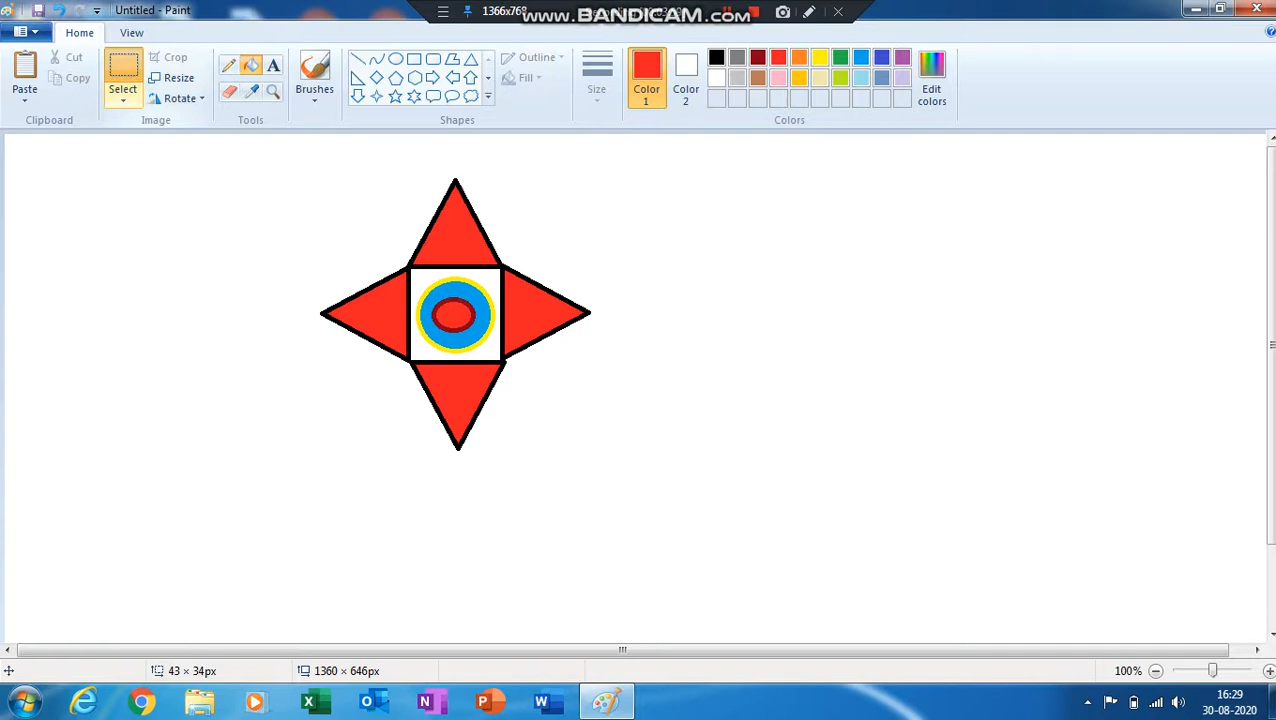 Untitled - Paint
1366x768
www.BANDICAM.com
Home
View
Paste
Cut
Copy
Clipboard
Select
Crop
Resize
Rotate
Image
Tools
Brushes
Shapes
Outline
Fill
Size
Color 1
Color 2
Edit colors
Colors
43 × 34px
1360 × 646px
100%
16:29
30-08-2020